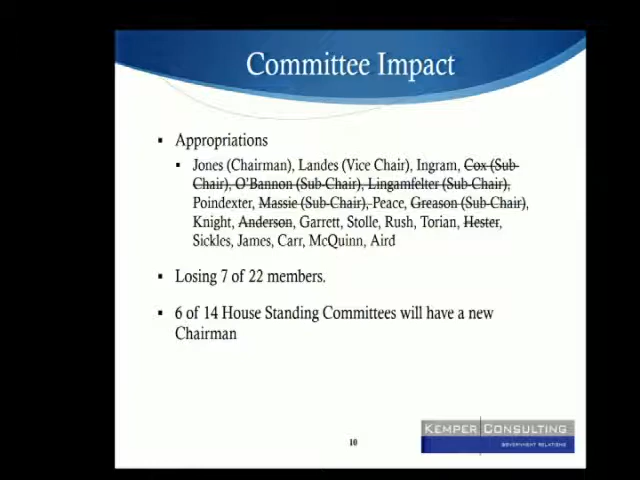 Committee Impact
Appropriations
Jones (Chairman), Landes (Vice Chair), Ingram, Cox (Sub-
Chair), O'Bannon (Sub-Chair), Lingamfelter (Sub-Chair),
Poindexter, Massie (Sub-Chair), Peace, Greason (Sub-Chair),
Knight, Anderson, Garrett, Stolle, Rush, Torian, Hester,
Sickles, James, Carr, McQuinn, Aird
Losing 7 of 22 members.
6 of 14 House Standing Committees will have a new
Chairman
KEMPER CONSULTING
GOVERNMENT RELATIONS
10